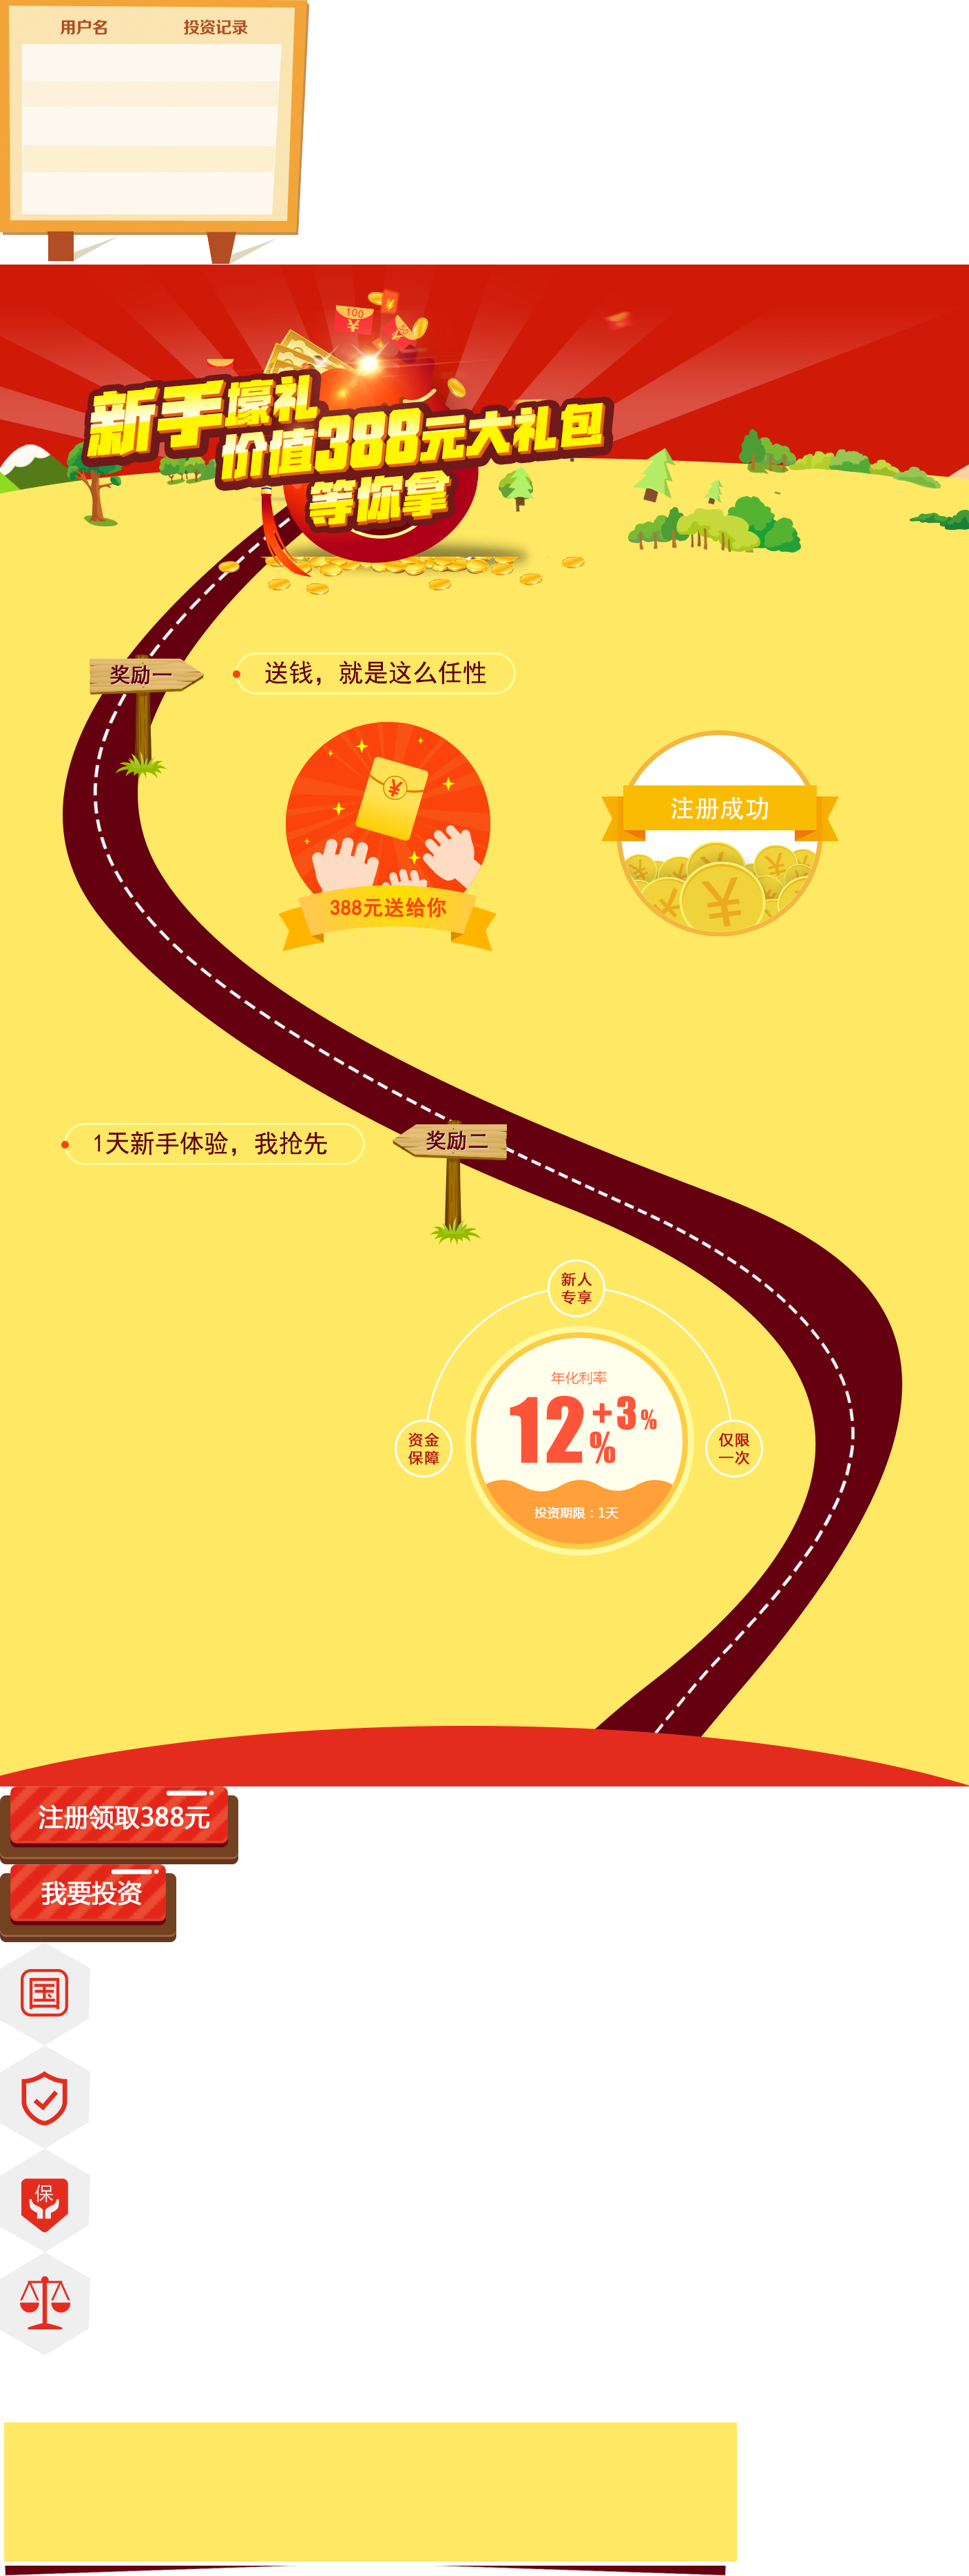 用户名 投资记录
100
新手壕礼
价值388元大礼包
等你拿
奖励一
送钱，就是这么任性
¥
注册成功
¥
388元送给你
1天新手体验，我抢先
奖励二
新人
专享
年化利率
12%+3%
资金
保障
仅限
一次
投资期限：1天
注册领取388元
我要投资
国
保